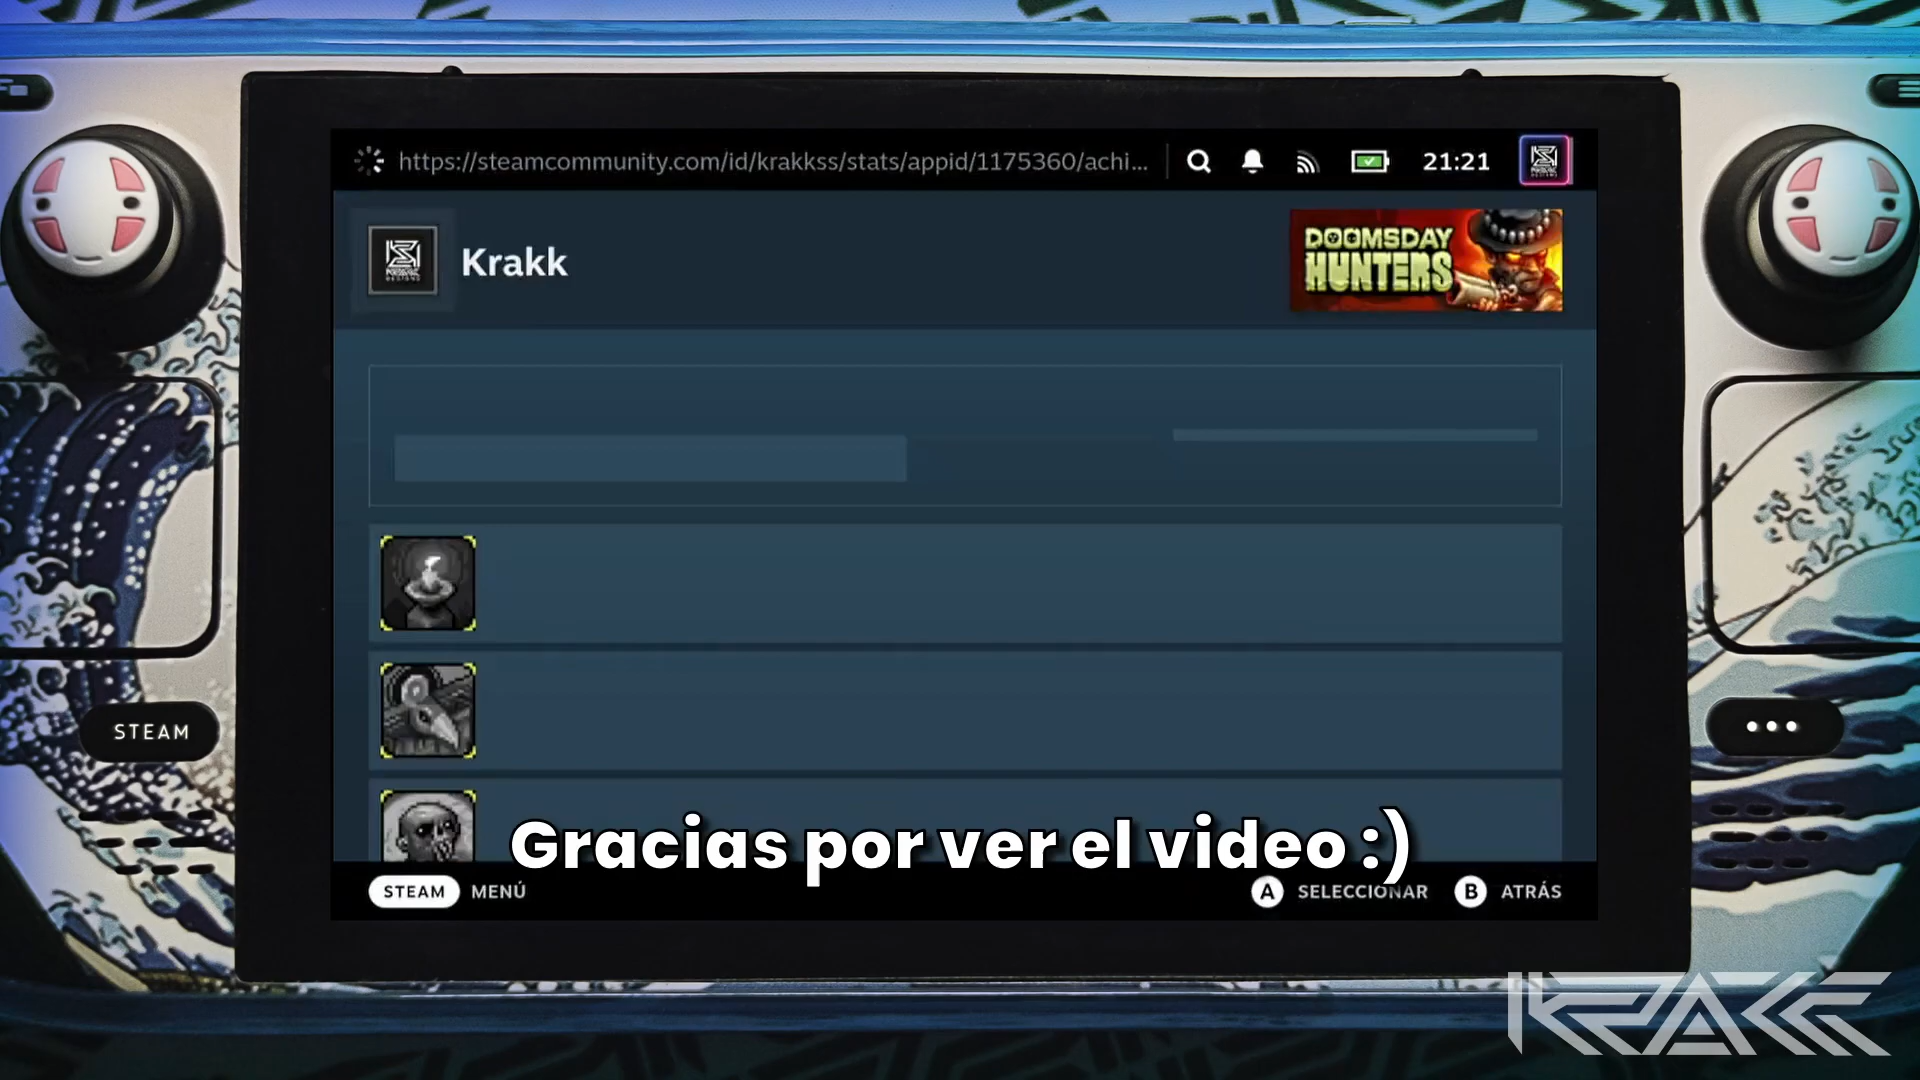 https://steamcommunity.com/id/krakkss/stats/appid/1175360/achi...
21:21
Krakk
DOOMSDAY
HUNTERS
STEAM
Gracias por ver el video :)
STEAM MENÚ
A SELECCIONAR B ATRÁS
KRAKK